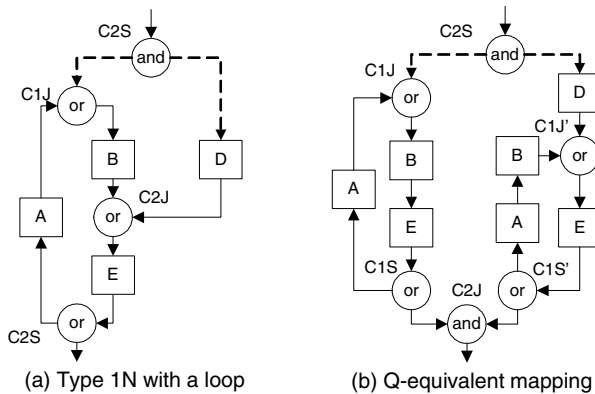 C2S
and
C1J
or
B
D
C2J
A
or
E
C2S
or
(a) Type 1N with a loop
C2S
and
C1J
or
D
C1J'
B
B
or
A
E
A
E
C1S
C1S'
or
C2J
or
and
(b) Q-equivalent mapping